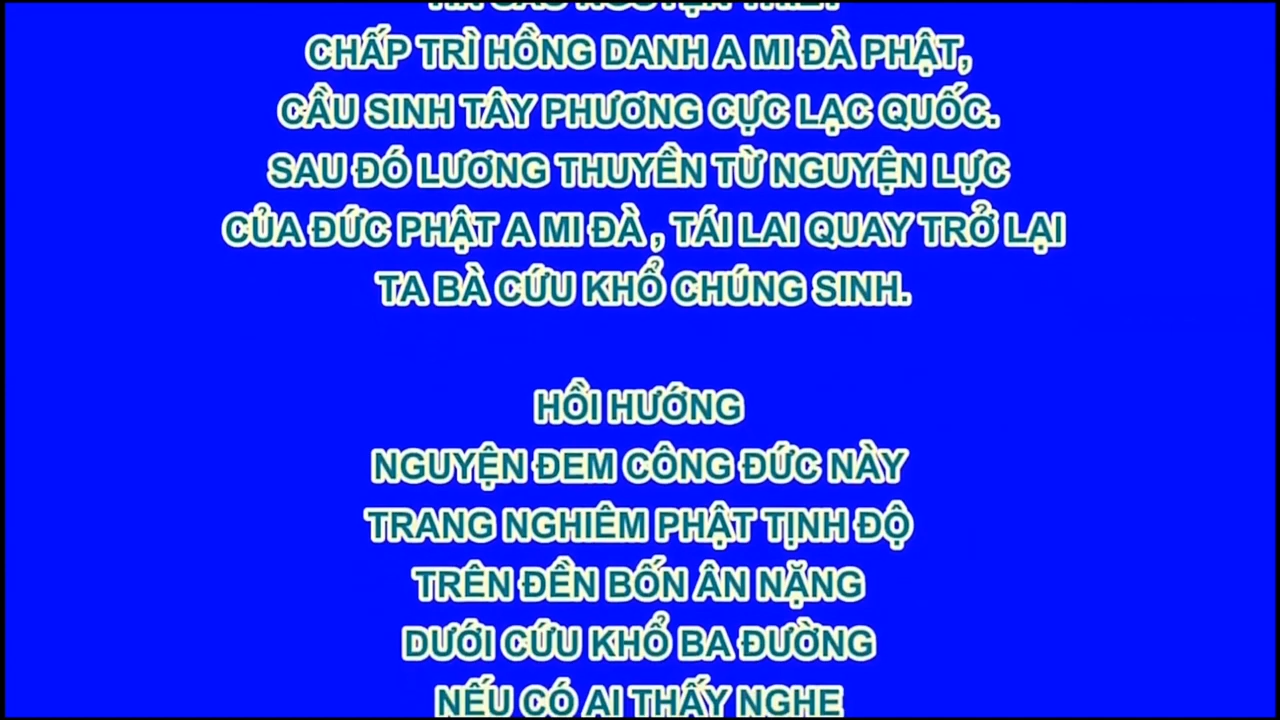 CHẤP TRÌ HỒNG DANH A MI ĐÀ PHẬT,
CẦU SINH TÂY PHƯƠNG CỰC LẠC QUỐC.
SAU ĐÓ LƯƠNG THUYỀN TỪ NGUYỆN LỰC
CỦA ĐỨC PHẬT A MI ĐÀ , TÁI LAI QUAY TRỞ LẠI
TA BÀ CỨU KHỔ CHÚNG SINH.
HỒI HƯỚNG
NGUYỆN ĐEM CÔNG ĐỨC NÀY
TRANG NGHIÊM PHẬT TỊNH ĐỘ
TRÊN ĐỀN BỐN ÂN NẶNG
DƯỚI CỨU KHỔ BA ĐƯỜNG
NẾU CÓ AI THẤY NGHE